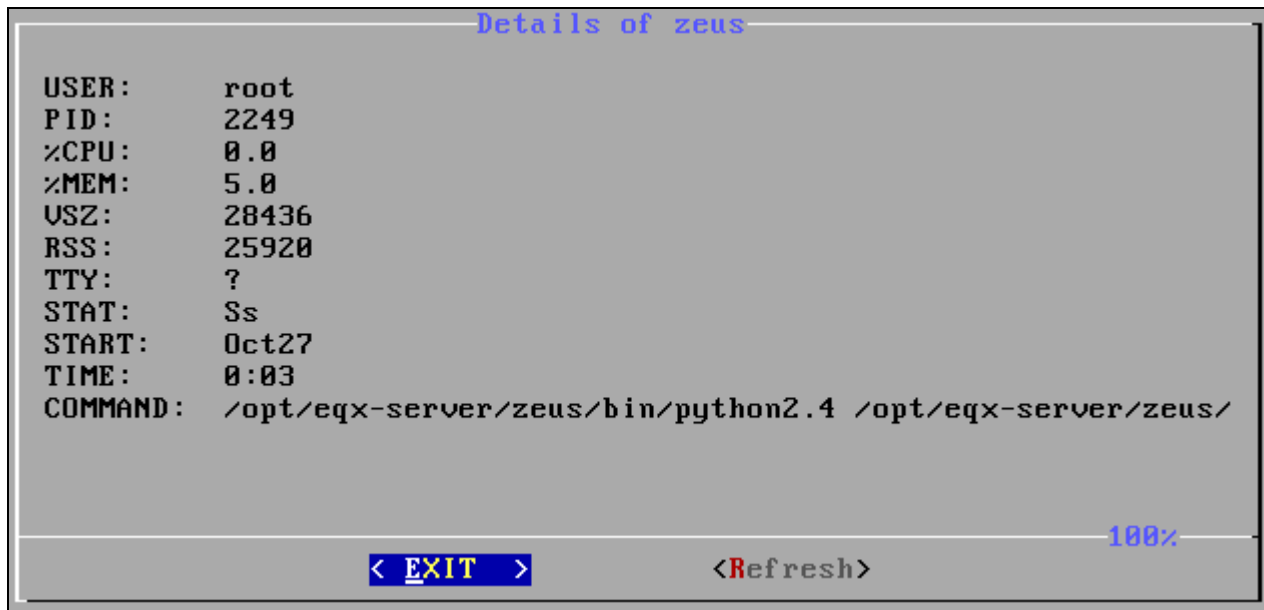 Details of zeus
USER: root
PID: 2249
%CPU: 0.0
%MEM: 5.0
VSZ: 28436
RSS: 25920
TTY: ?
STAT: Ss
START: Oct27
TIME: 0:03
COMMAND: /opt/eqx-server/zeus/bin/python2.4 /opt/eqx-server/zeus/
100%
< EXIT > <Refresh>